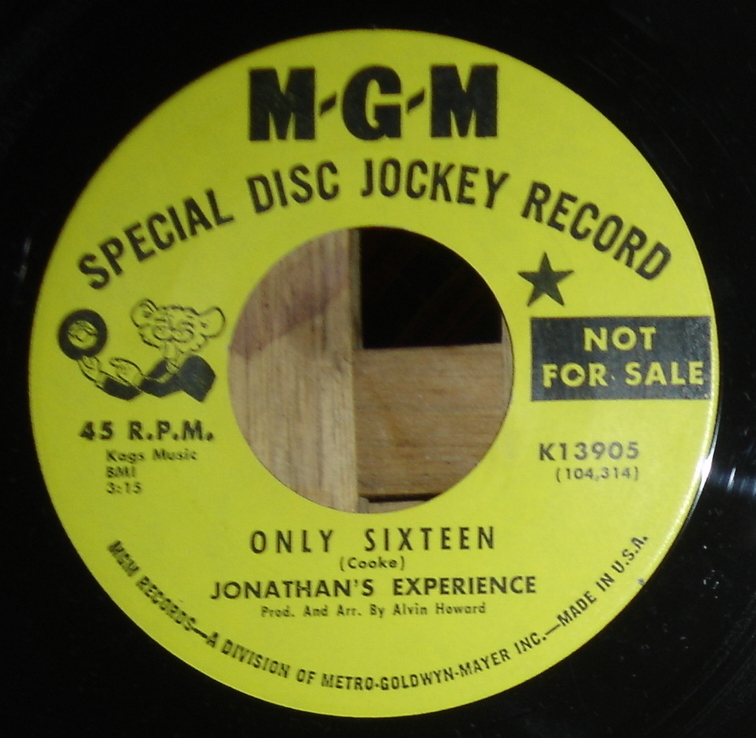 M-G-M
SPECIAL DISC JOCKEY RECORD
NOT
FOR SALE
45 R.P.M.
Kags Music
BMI
3:15
K13905
(104,314)
ONLY SIXTEEN
(Cooke)
JONATHAN'S EXPERIENCE
Prod. And Arr. By Alvin Howard
MGM RECORDS—A DIVISION OF METRO-GOLDWYN-MAYER INC.—MADE IN U.S.A.